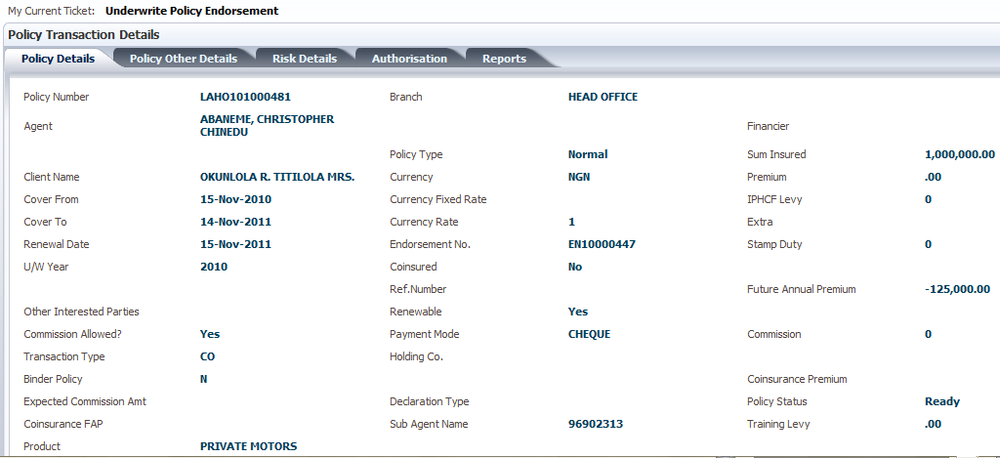 My Current Ticket: Underwrite Policy Endorsement
Policy Transaction Details
Policy Details Policy Other Details Risk Details Authorisation Reports
Policy Number LAHO101000481 Branch HEAD OFFICE
Agent ABANEME, CHRISTOPHER CHINEDU Financier
Policy Type Normal Sum Insured 1,000,000.00
Client Name OKUNLOLA R. TITILOLA MRS. Currency NGN Premium .00
Cover From 15-Nov-2010 Currency Fixed Rate IPHCF Levy 0
Cover To 14-Nov-2011 Currency Rate 1 Extra
Renewal Date 15-Nov-2011 Endorsement No. EN10000447 Stamp Duty 0
U/W Year 2010 Coinsured No
Ref.Number Future Annual Premium -125,000.00
Other Interested Parties Renewable Yes
Commission Allowed? Yes Payment Mode CHEQUE Commission 0
Transaction Type CO Holding Co.
Binder Policy N Coinsurance Premium
Expected Commission Amt Declaration Type Policy Status Ready
Coinsurance FAP Sub Agent Name 96902313 Training Levy .00
Product PRIVATE MOTORS